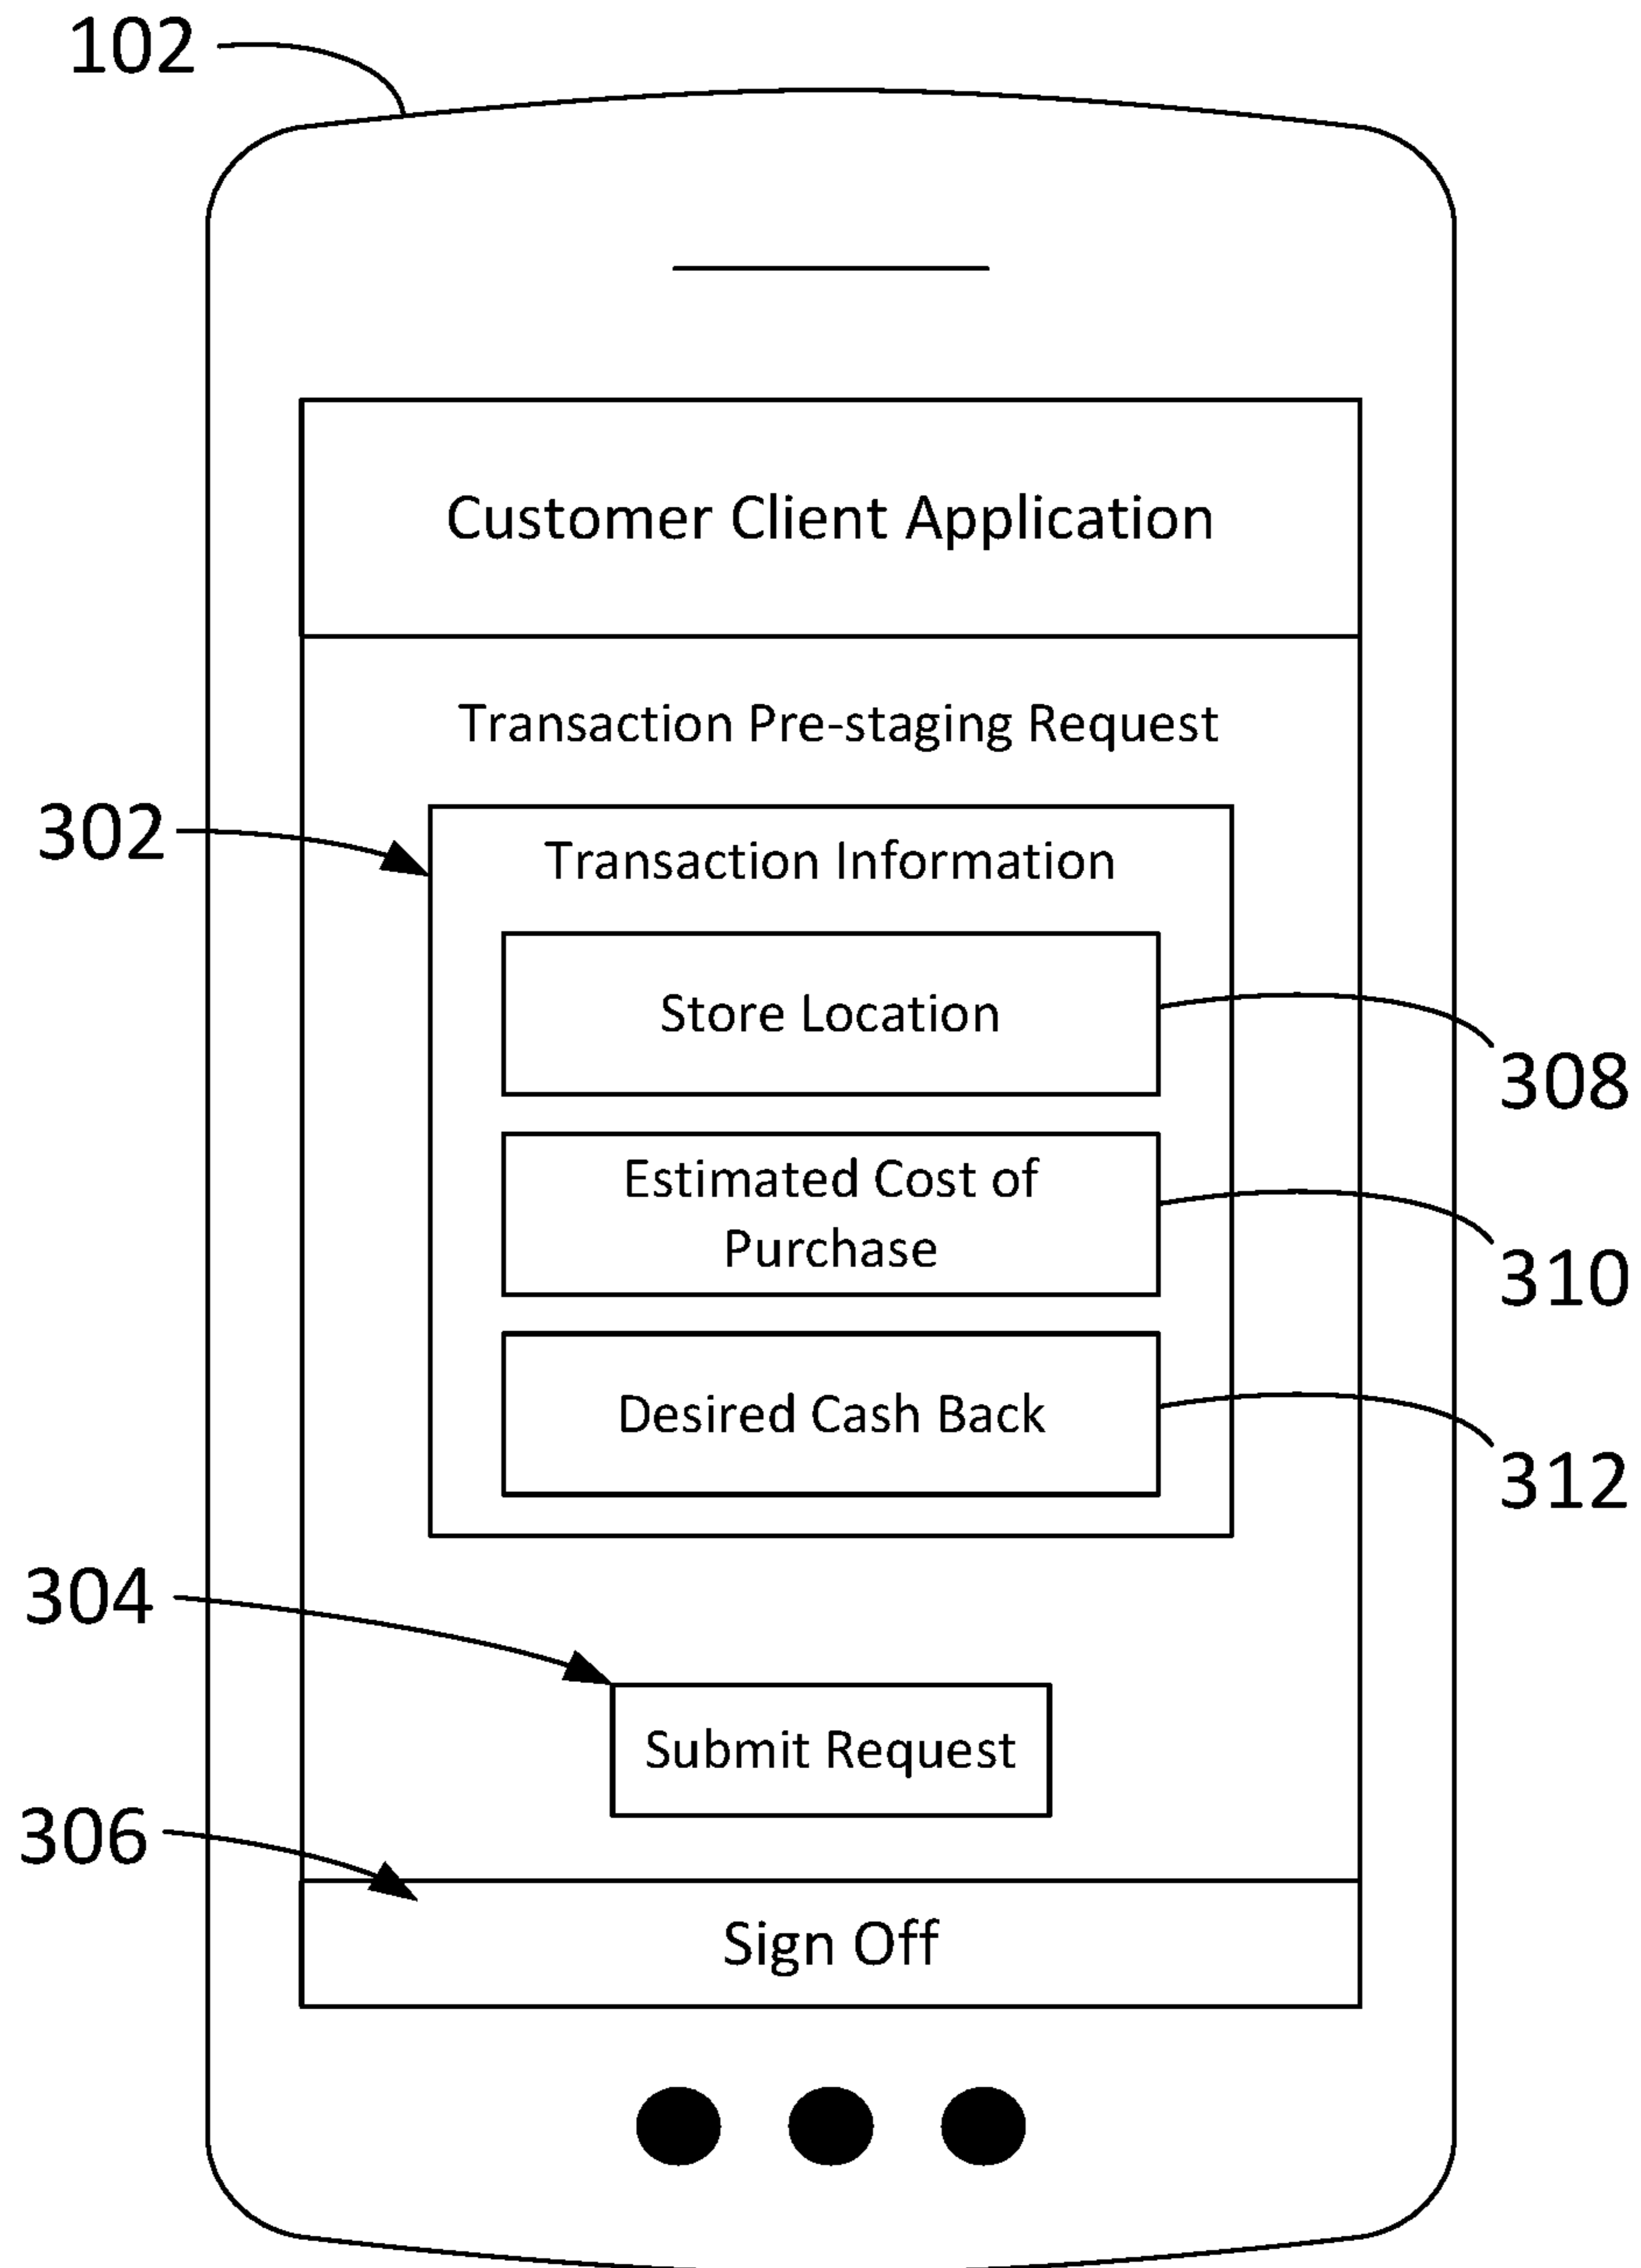 102
Customer Client Application
Transaction Pre-staging Request
302
Transaction Information
Store Location
308
Estimated Cost of
Purchase
310
Desired Cash Back
312
304
Submit Request
306
Sign Off